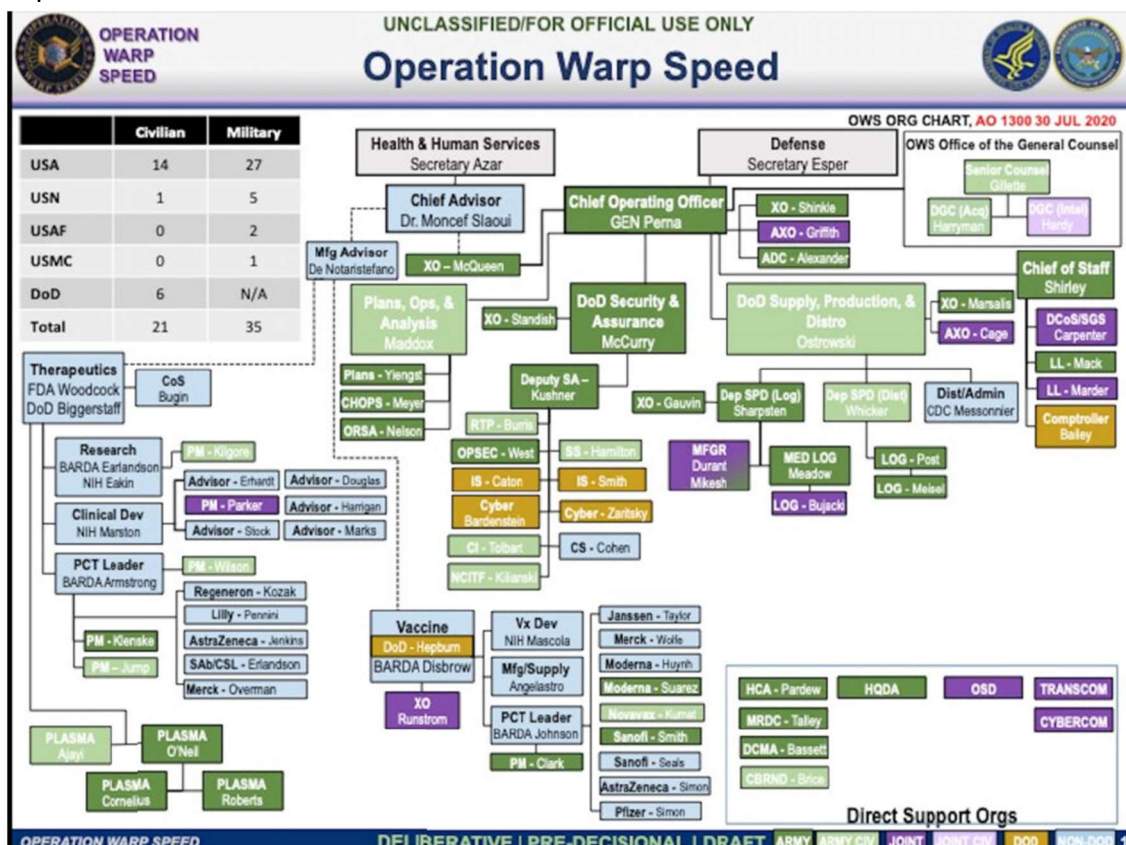 OPERATION
WARP
SPEED
UNCLASSIFIED/FOR OFFICIAL USE ONLY
Operation Warp Speed
OWS ORG CHART, AO 1300 30 JUL 2020
Civilian Military
USA 14 27
USN 1 5
USAF 0 2
USMC 0 1
DoD 6 N/A
Total 21 35
Health & Human Services
Secretary Azar
Defense
Secretary Esper
OWS Office of the General Counsel
Senior Counsel
Gillette
DGC (Acq)
Harryman
DGC (Intel)
Hardy
Chief Advisor
Dr. Moncef Slaoui
Chief Operating Officer
GEN Perna
XO - Shinkle
AXO - Griffith
ADC - Alexander
Mfg Advisor
De Notaristefano
XO – McQueen
Chief of Staff
Shirley
DCoS/SGS
Carpenter
LL - Mack
LL - Marder
Comptroller
Bailey
Plans, Ops, &
Analysis
Maddox
Plans - Yiengst
CHOPS - Meyer
ORSA - Nelson
XO - Standish
DoD Security &
Assurance
McCurry
DoD Supply, Production, &
Distro
Ostrowski
XO - Marsalis
AXO - Cage
Deputy SA –
Kushner
RTP - Burris
OPSEC - West
SS - Hamilton
IS - Caton
IS - Smith
Cyber
Bardenstein
Cyber - Zaritsky
CI - Tolbart
CS - Cohen
NCITF - Kilianski
XO - Gauvin
Dep SPD (Log)
Sharpsten
Dep SPD (Dist)
Whicker
Dist/Admin
CDC Messonnier
MFGR
Durant
Mikesh
MED LOG
Meadow
LOG - Bujacki
LOG - Post
LOG - Meisel
Therapeutics
FDA Woodcock
DoD Biggerstaff
CoS
Bugin
Research
BARDA Earlandson
NIH Eakin
PM - Kilgore
Clinical Dev
NIH Marston
Advisor - Erhardt
Advisor - Douglas
PM - Parker
Advisor - Harrigan
Advisor - Stock
Advisor - Marks
PCT Leader
BARDA Armstrong
PM - Wilson
Regeneron - Kozak
Lilly - Pennini
PM - Klenske
AstraZeneca - Jenkins
PM – Jump
SAb/CSL - Erlandson
Merck - Overman
PLASMA
Ajayi
PLASMA
O'Neil
PLASMA
Cornelius
PLASMA
Roberts
Vaccine
DoD - Hepburn
BARDA Disbrow
XO
Runstrom
Vx Dev
NIH Mascola
Mfg/Supply
Angelastro
PCT Leader
BARDA Johnson
PM - Clark
Janssen - Taylor
Merck - Wolfe
Moderna - Huynh
Moderna - Suarez
Novavax - Kumat
Sanofi - Smith
Sanofi - Seals
AstraZeneca - Simon
Pfizer - Simon
HCA - Pardew
HQDA
OSD
TRANSCOM
MRDC - Talley
CYBERCOM
DCMA - Bassett
CBRND - Brice
Direct Support Orgs
OPERATION WARP SPEED
DELIBERATIVE | PRE-DECISIONAL | DRAFT
ARMY
ARMY CIV
JOINT
JOINT CIV
DOD
NON-DOD
1